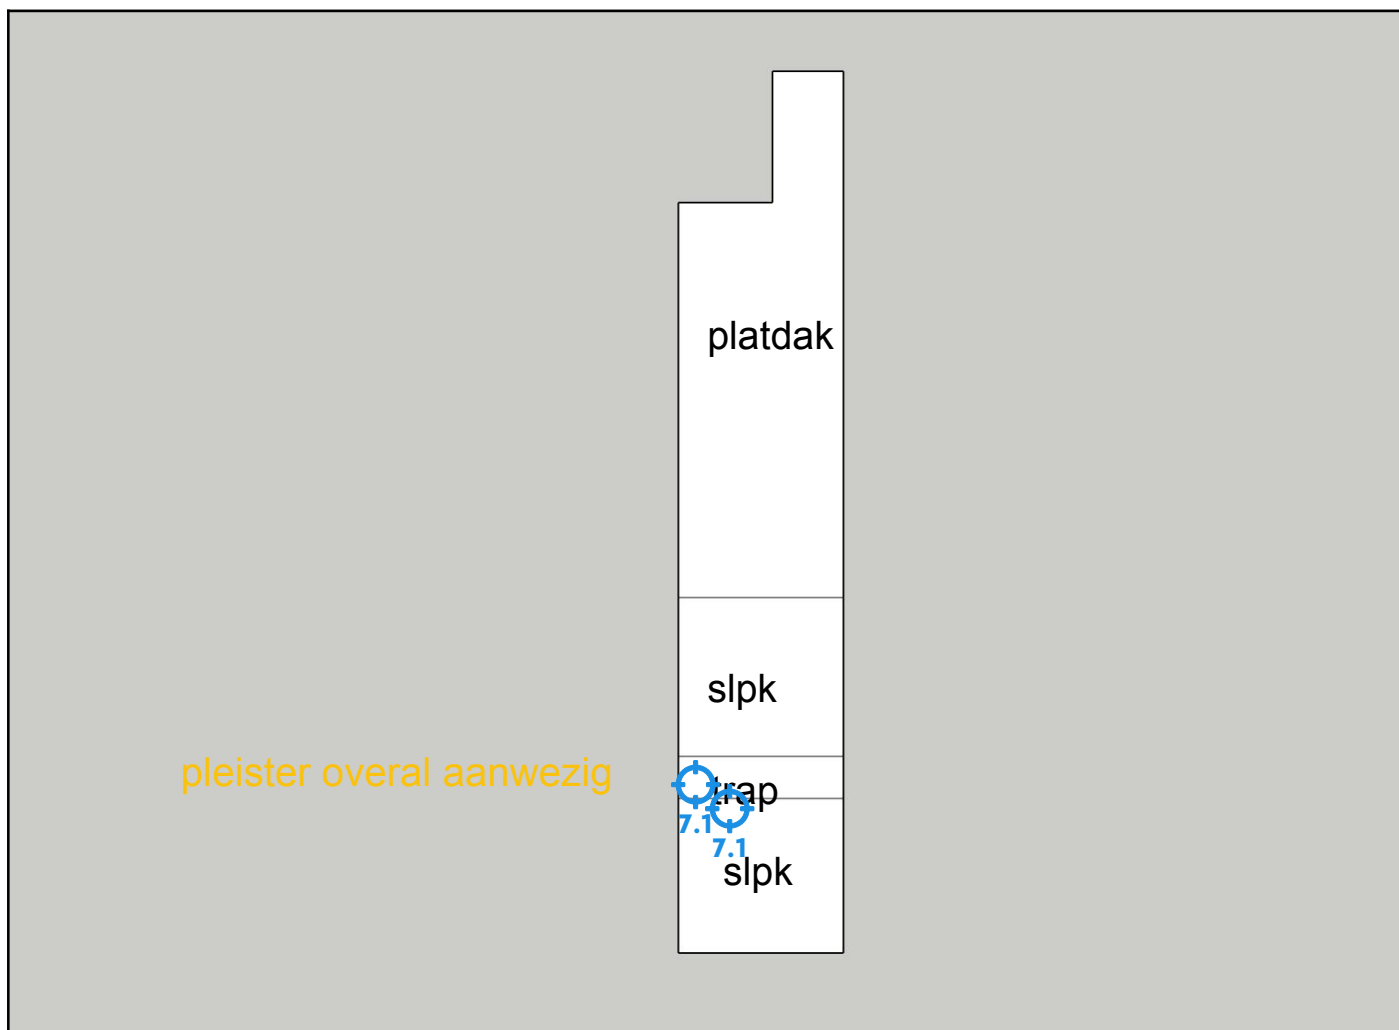 platdak
slpk
pleister overal aanwezig
trap
7.1
7.1
slpk